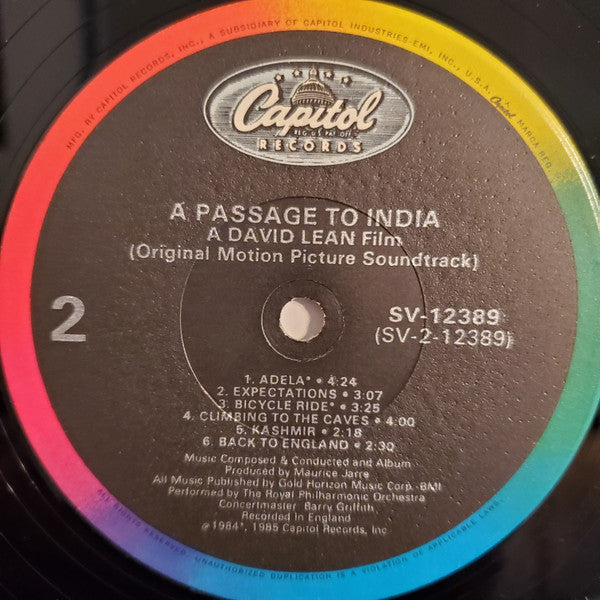 MFG. BY CAPITOL RECORDS, INC., A SUBSIDIARY OF CAPITOL INDUSTRIES-EMI, INC., U.S.A. Capitol MARCA REG.
Capitol
REG. U.S. PAT. OFF.
RECORDS
A PASSAGE TO INDIA
A DAVID LEAN Film
(Original Motion Picture Soundtrack)
2
SV-12389
(SV-2-12389)
1. ADELA* • 4:24
2. EXPECTATIONS • 3:07
3. BICYCLE RIDE* • 3:25
4. CLIMBING TO THE CAVES • 4:00
5. KASHMIR • 2:18
6. BACK TO ENGLAND • 2:30
Music Composed & Conducted and Album
Produced by Maurice Jarre
All Music Published by Gold Horizon Music Corp.-BMI
Performed by The Royal Philharmonic Orchestra
Concertmaster: Barry Griffith
Recorded in England
℗1984*, 1985 Capitol Records, Inc.
ALL RIGHTS RESERVED. UNAUTHORIZED DUPLICATION IS A VIOLATION OF APPLICABLE LAWS.